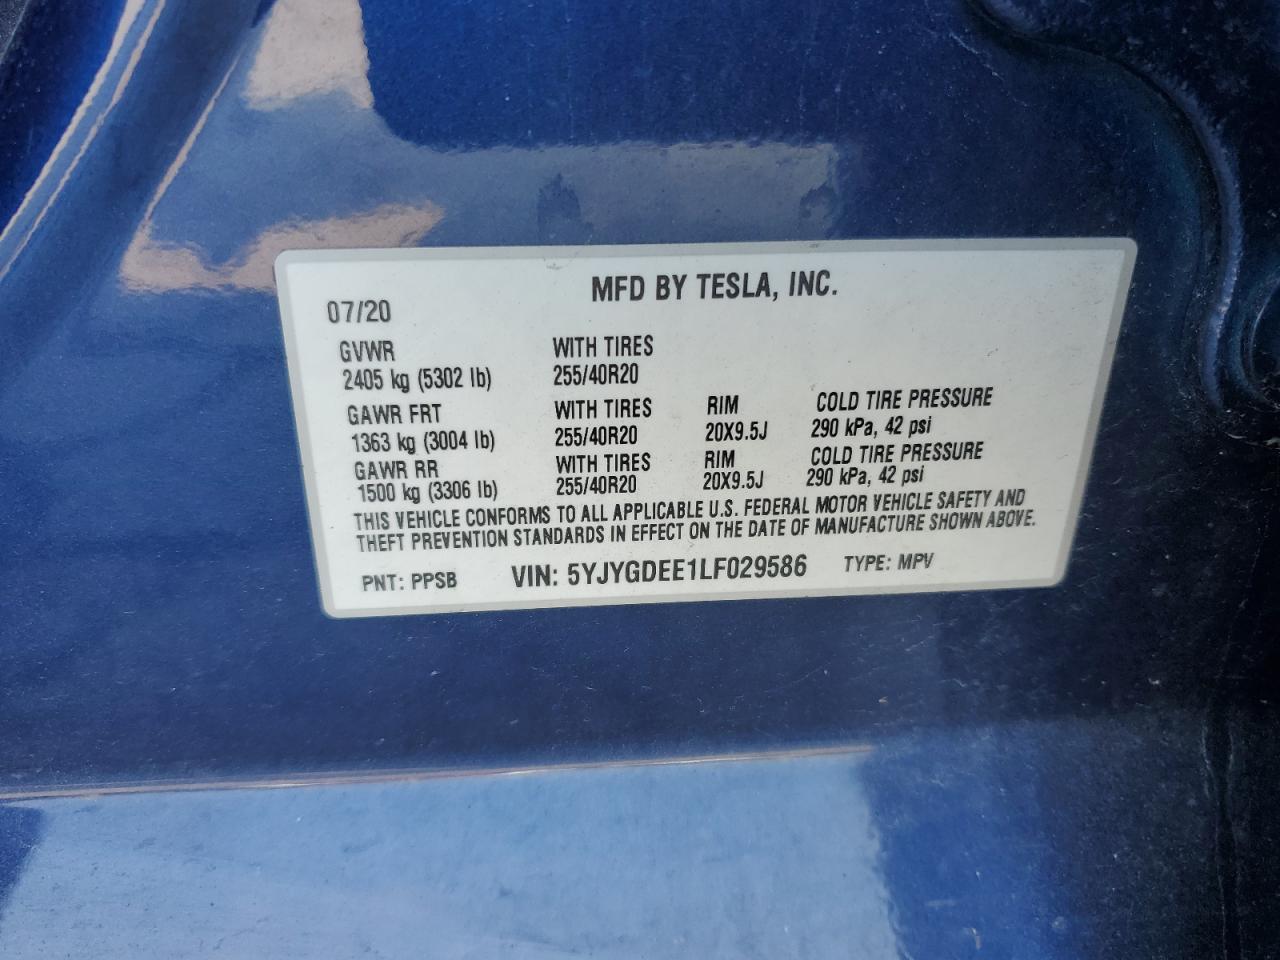 MFD BY TESLA, INC.
07/20
GVWR WITH TIRES
2405 kg (5302 lb) 255/40R20
GAWR FRT WITH TIRES RIM COLD TIRE PRESSURE
1363 kg (3004 lb) 255/40R20 20X9.5J 290 kPa, 42 psi
GAWR RR WITH TIRES RIM COLD TIRE PRESSURE
1500 kg (3306 lb) 255/40R20 20X9.5J 290 kPa, 42 psi
THIS VEHICLE CONFORMS TO ALL APPLICABLE U.S. FEDERAL MOTOR VEHICLE SAFETY AND
THEFT PREVENTION STANDARDS IN EFFECT ON THE DATE OF MANUFACTURE SHOWN ABOVE.
PNT: PPSB VIN: 5YJYGDEE1LF029586 TYPE: MPV